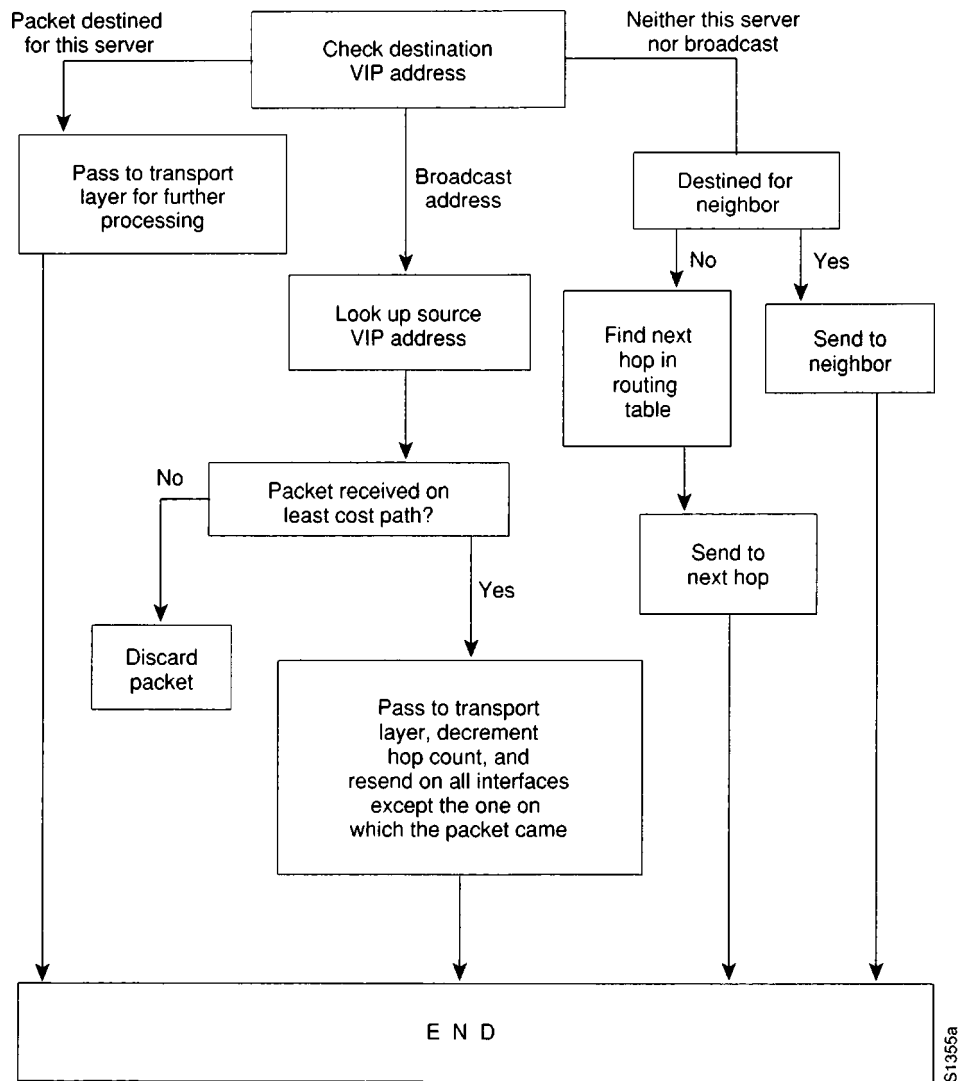 Packet destined
for this server
Neither this server
nor broadcast
Check destination
VIP address
Pass to transport
layer for further
processing
Broadcast
address
Destined for
neighbor
No
Yes
Look up source
VIP address
Find next
hop in
routing
table
Send to
neighbor
No
Packet received on
least cost path?
Send to
next hop
Yes
Discard
packet
Pass to transport
layer, decrement
hop count, and
resend on all interfaces
except the one on
which the packet came
E N D
S1355a